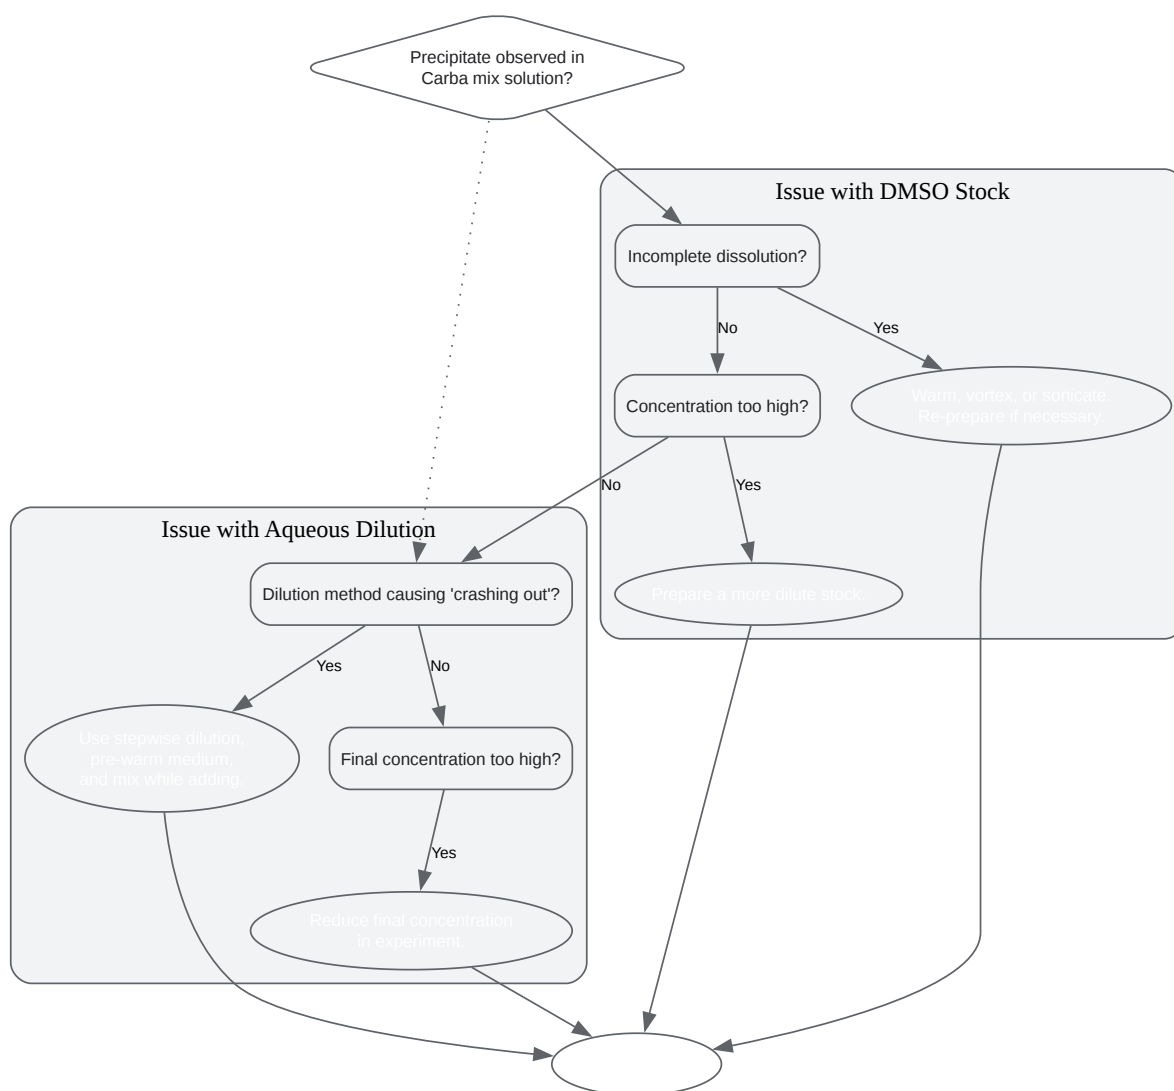 Precipitate observed in
Carba mix solution?
Issue with DMSO Stock
Incomplete dissolution?
No
Yes
Concentration too high?
Warm, vortex, or sonicate.
Re-prepare if necessary.
No
Yes
Issue with Aqueous Dilution
Dilution method causing 'crashing out'?
Prepare a more dilute stock.
Yes
No
Use stepwise dilution,
pre-warm medium,
and mix while adding.
Final concentration too high?
Yes
Reduce final concentration
in experiment.